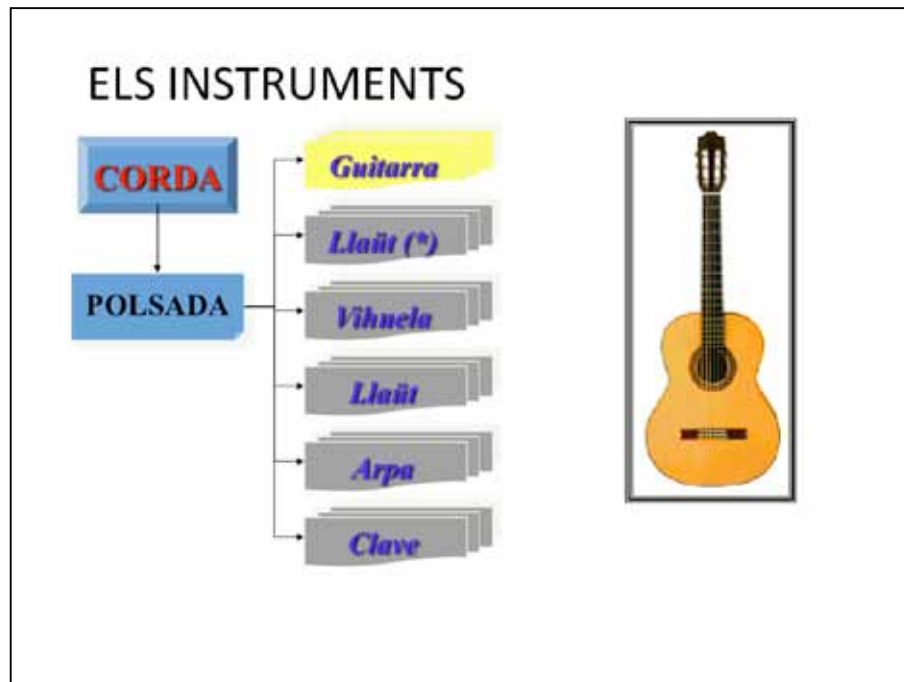 ELS INSTRUMENTS
CORDA
POLSADA
Guitarra
Llaüt (*)
Vihuela
Llaüt
Arpa
Clave